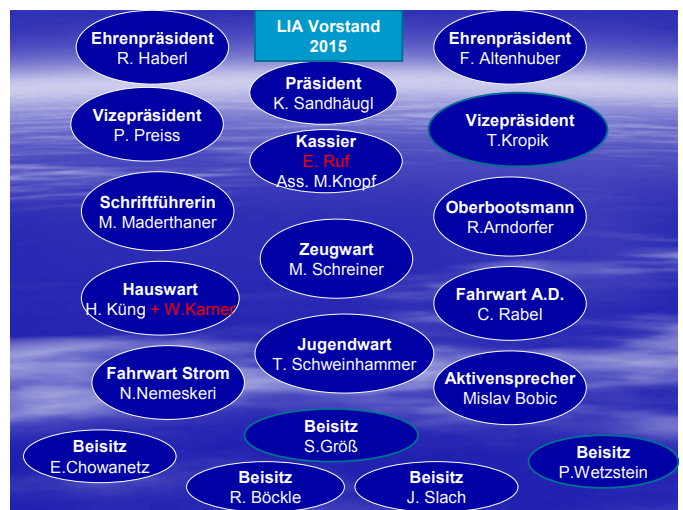 LIA Vorstand
2015
Ehrenpräsident
R. Haberl
Ehrenpräsident
F. Altenhuber
Präsident
K. Sandhäugl
Vizepräsident
P. Preiss
Vizepräsident
T.Kropik
Kassier
E. Ruf
Ass. M.Knopf
Schriftführerin
M. Maderthaner
Oberbootsmann
R.Arndorfer
Zeugwart
M. Schreiner
Hauswart
H. Küng + W.Karner
Fahrwart A.D.
C. Rabel
Jugendwart
T. Schweinhammer
Fahrwart Strom
N.Nemeskeri
Aktivensprecher
Mislav Bobic
Beisitz
S.Größ
Beisitz
E.Chowanetz
Beisitz
P.Wetzstein
Beisitz
R. Böckle
Beisitz
J. Slach